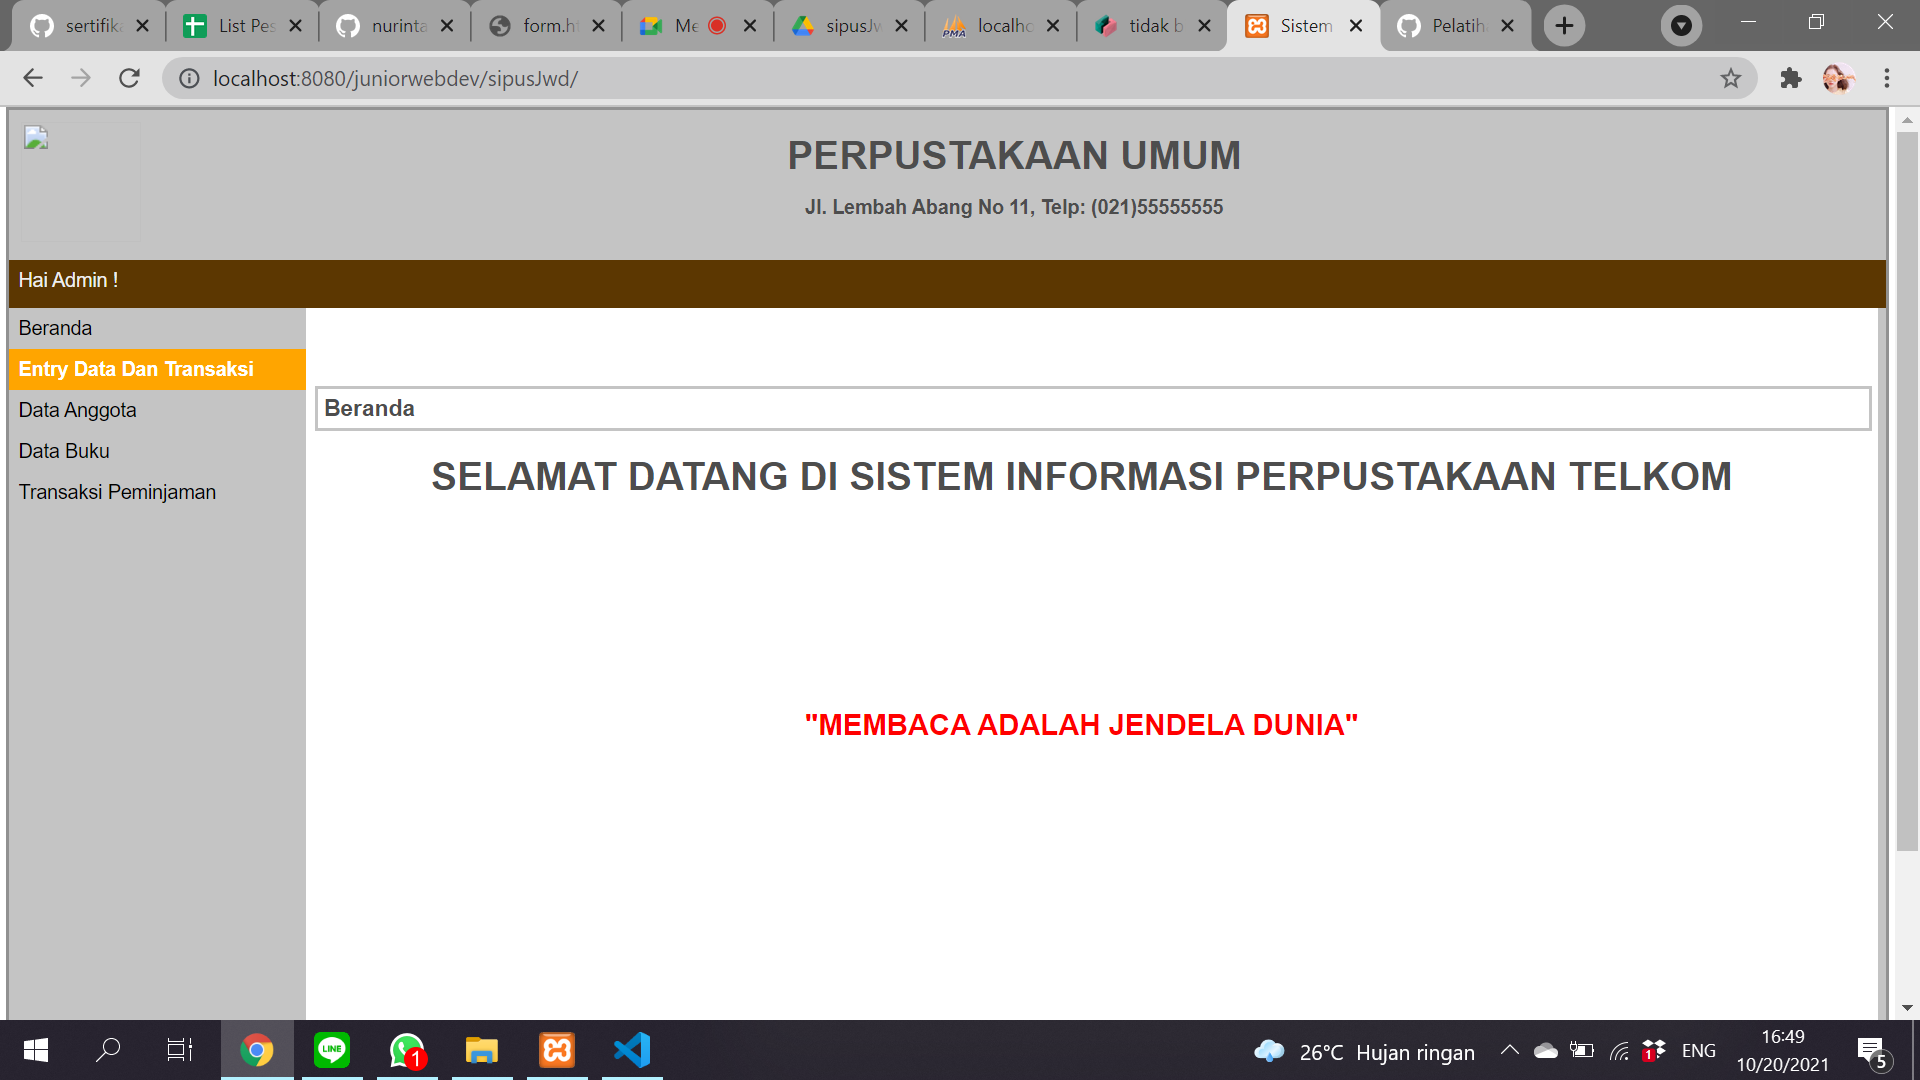 sertifik
List Pes
nurinta
form.h
Me
sipusJw
localho
tidak b
Sistem
Pelatih
localhost:8080/juniorwebdev/sipusJwd/
PERPUSTAKAAN UMUM
Jl. Lembah Abang No 11, Telp: (021)55555555
Hai Admin !
Beranda
Entry Data Dan Transaksi
Data Anggota
Data Buku
Transaksi Peminjaman
Beranda
SELAMAT DATANG DI SISTEM INFORMASI PERPUSTAKAAN TELKOM
"MEMBACA ADALAH JENDELA DUNIA"
LINE
1
26°C Hujan ringan
1
ENG
16:49
10/20/2021
5